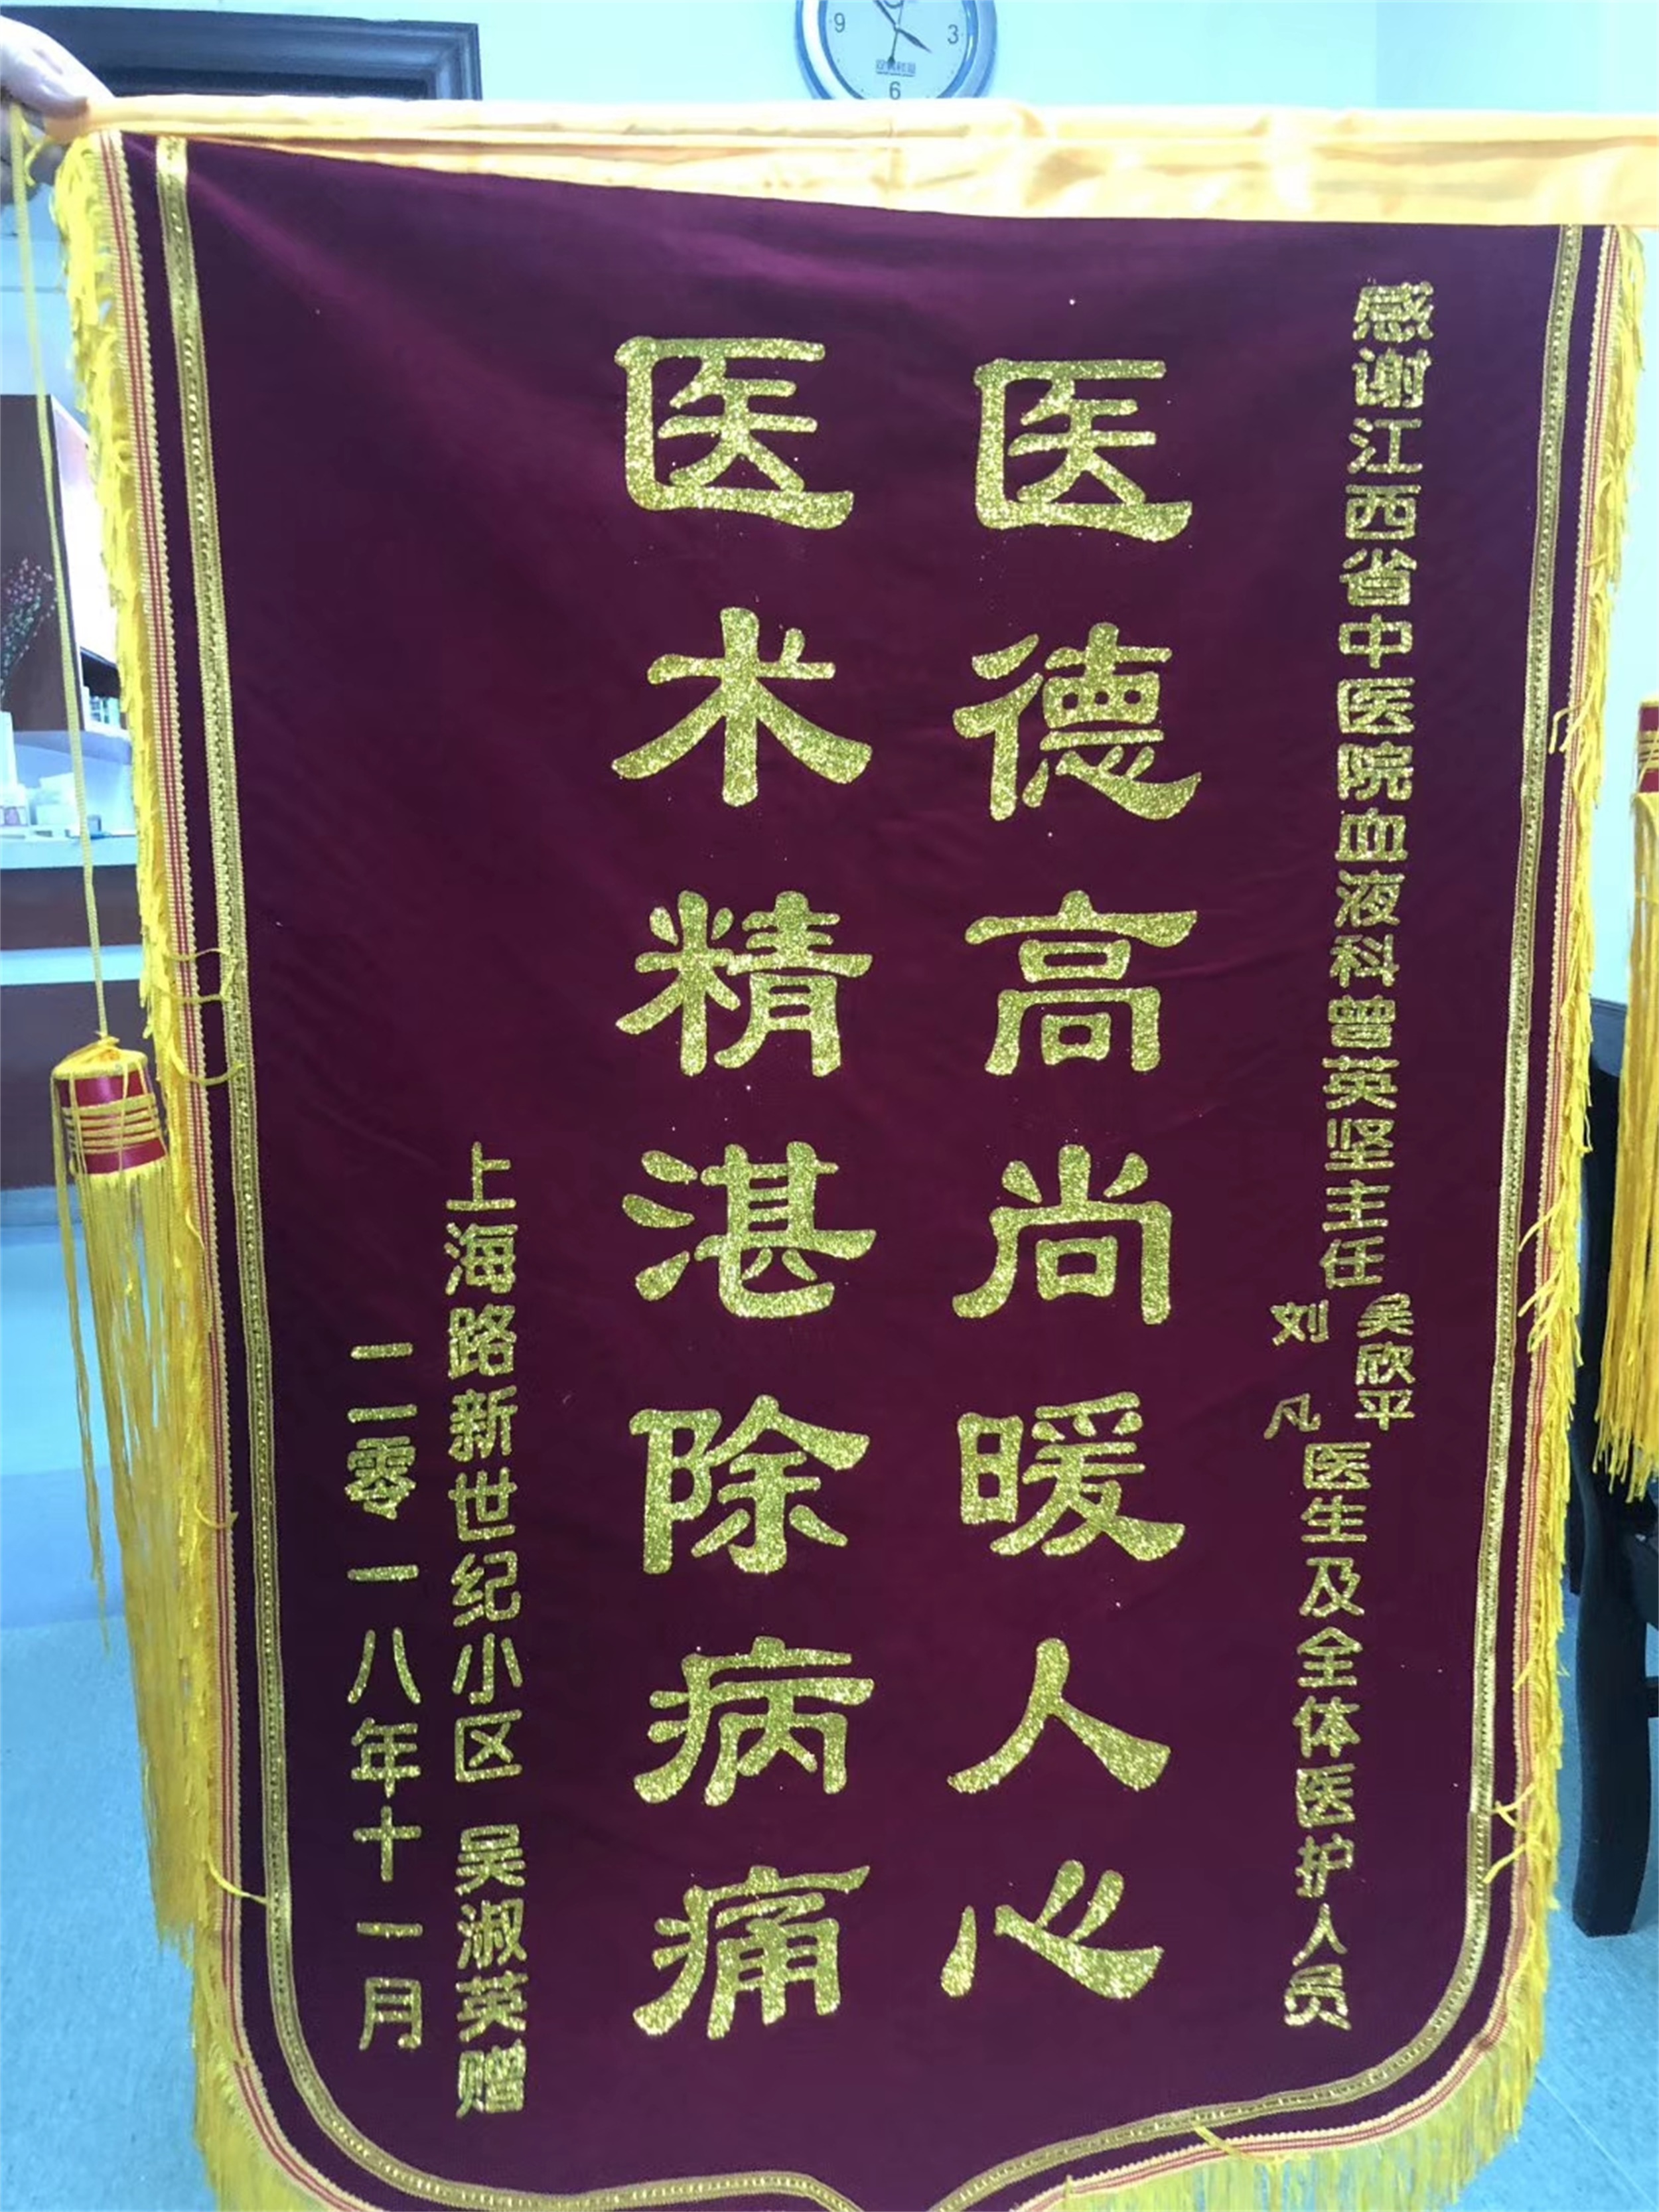 感谢江西省中医院血液科曾英坚主任
吴欣平
刘凡
医生及全体医护人员
医德高尚暖人心
医术精湛除病痛
上海路新世纪小区 吴淑英赠
二零一八年十一月
9
3
6